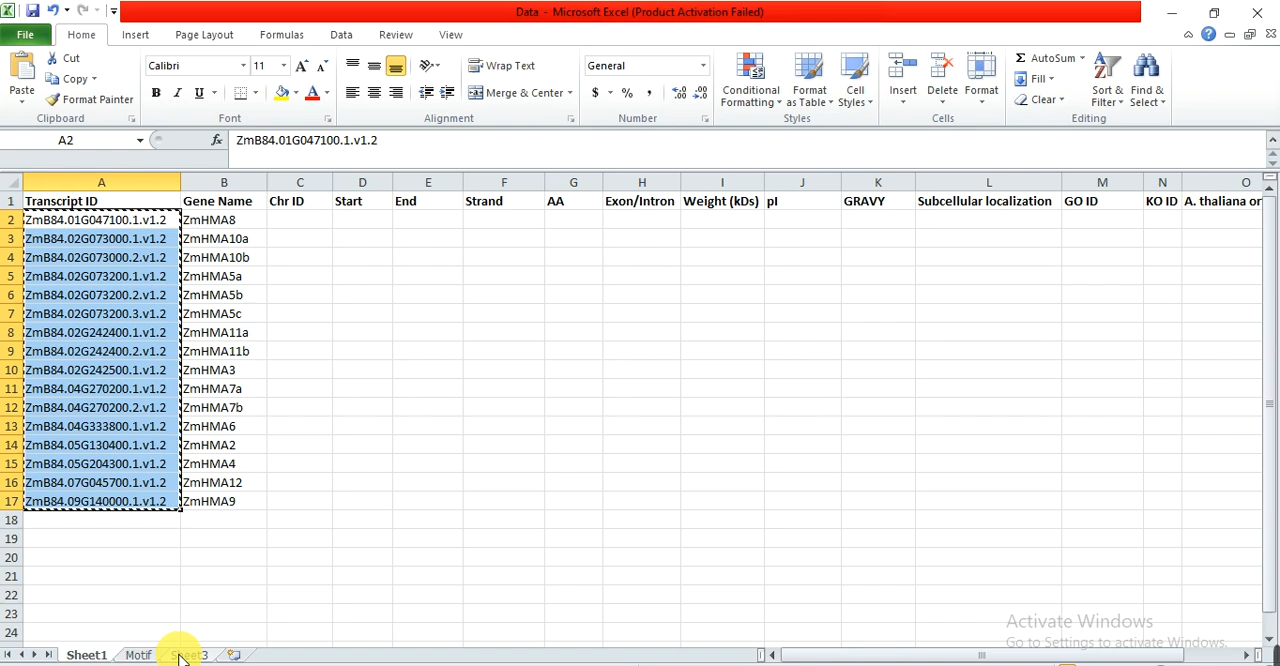 Data - Microsoft Excel (Product Activation Failed)
File Home Insert Page Layout Formulas Data Review View
Paste Cut Copy Format Painter Clipboard
Calibri 11 B I U Font
Wrap Text Merge & Center Alignment
General $ % , Number
Conditional Formatting Format as Table Cell Styles Styles
Insert Delete Format Cells
Σ AutoSum Fill Clear Sort & Filter Find & Select Editing
A2 fx ZmB84.01G047100.1.v1.2
A B C D E F G H I J K L M N O
1 Transcript ID Gene Name Chr ID Start End Strand AA Exon/Intron Weight (kDs) pI GRAVY Subcellular localization GO ID KO ID A. thaliana or
2 ZmB84.01G047100.1.v1.2 ZmHMA8
3 ZmB84.02G073000.1.v1.2 ZmHMA10a
4 ZmB84.02G073000.2.v1.2 ZmHMA10b
5 ZmB84.02G073200.1.v1.2 ZmHMA5a
6 ZmB84.02G073200.2.v1.2 ZmHMA5b
7 ZmB84.02G073200.3.v1.2 ZmHMA5c
8 ZmB84.02G242400.1.v1.2 ZmHMA11a
9 ZmB84.02G242400.2.v1.2 ZmHMA11b
10 ZmB84.02G242500.1.v1.2 ZmHMA3
11 ZmB84.04G270200.1.v1.2 ZmHMA7a
12 ZmB84.04G270200.2.v1.2 ZmHMA7b
13 ZmB84.04G333800.1.v1.2 ZmHMA6
14 ZmB84.05G130400.1.v1.2 ZmHMA2
15 ZmB84.05G204300.1.v1.2 ZmHMA4
16 ZmB84.07G045700.1.v1.2 ZmHMA12
17 ZmB84.09G140000.1.v1.2 ZmHMA9
18
19
20
21
22
23
24
Activate Windows
Go to Settings to activate Windows.
Sheet1 Motif Sheet3